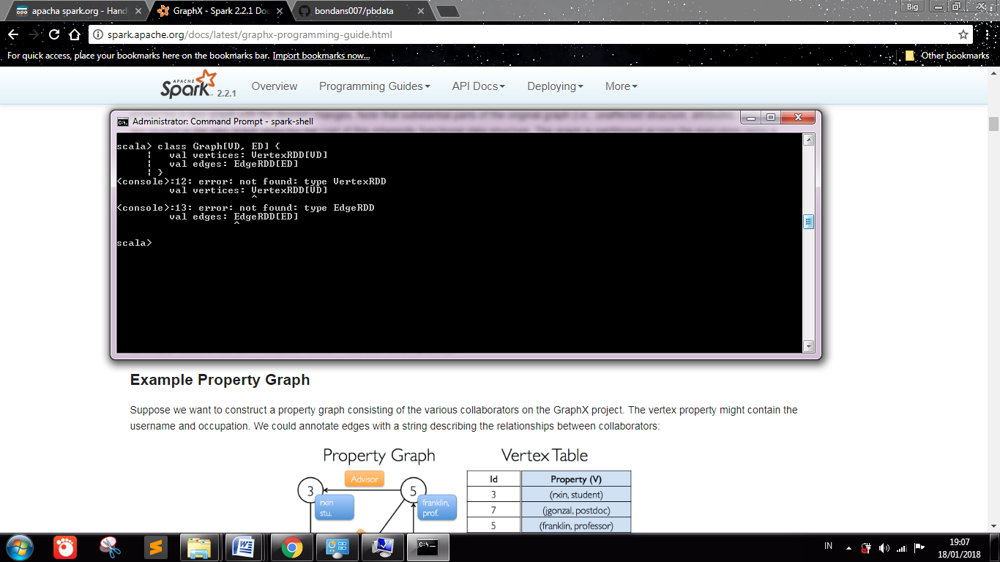 apacha spark.org - Hand
GraphX - Spark 2.2.1 Doc
bondans007/pbdata
Big
spark.apache.org/docs/latest/graphx-programming-guide.html
For quick access, place your bookmarks here on the bookmarks bar. Import bookmarks now...
Other bookmarks
APACHE
Spark 2.2.1
Overview
Programming Guides
API Docs
Deploying
More
Administrator: Command Prompt - spark-shell
scala> class Graph[VD, ED] {
| val vertices: VertexRDD[VD]
| val edges: EdgeRDD[ED]
| }
<console>:12: error: not found: type VertexRDD
val vertices: VertexRDD[VD]
^
<console>:13: error: not found: type EdgeRDD
val edges: EdgeRDD[ED]
^
scala>
Example Property Graph
Suppose we want to construct a property graph consisting of the various collaborators on the GraphX project. The vertex property might contain the
username and occupation. We could annotate edges with a string describing the relationships between collaborators:
Property Graph
Vertex Table
Advisor
3
5
rxin
stu.
franklin,
prof.
Id
Property (V)
3
(rxin, student)
7
(jgonzal, postdoc)
5
(franklin, professor)
IN
19:07
18/01/2018